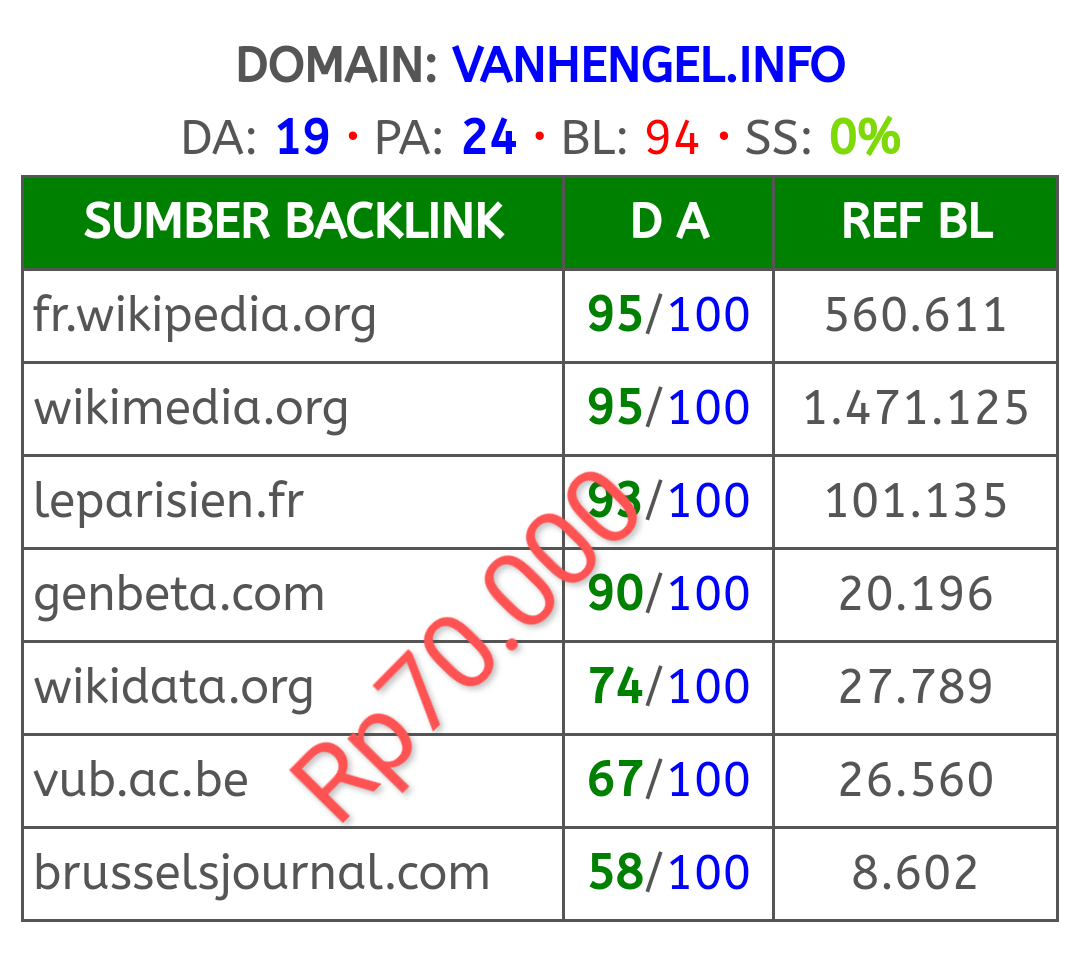 DOMAIN: VANHENGEL.INFO
DA: 19 • PA: 24 • BL: 94 • SS: 0%
SUMBER BACKLINK D A REF BL
fr.wikipedia.org 95/100 560.611
wikimedia.org 95/100 1.471.125
leparisien.fr 93/100 101.135
genbeta.com 90/100 20.196
wikidata.org 74/100 27.789
vub.ac.be 67/100 26.560
brusselsjournal.com 58/100 8.602
Rp70.000